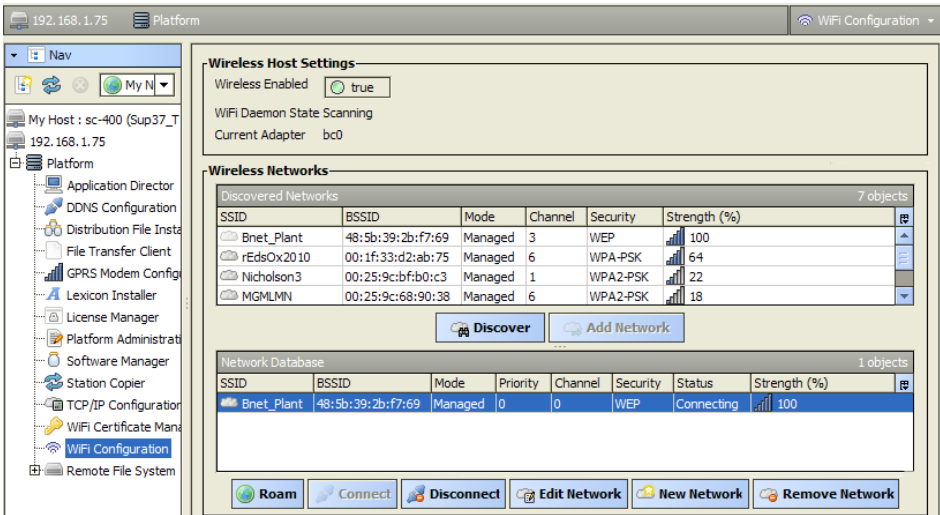 192.168.1.75 Platform WiFi Configuration
Nav
My N
My Host : sc-400 (Sup37_T
192.168.1.75
Platform
Application Director
DDNS Configuration
Distribution File Insta
File Transfer Client
GPRS Modem Config
Lexicon Installer
License Manager
Platform Administrati
Software Manager
Station Copier
TCP/IP Configuration
WiFi Certificate Mana
WiFi Configuration
Remote File System
Wireless Host Settings
Wireless Enabled true
WiFi Daemon State Scanning
Current Adapter bc0
Wireless Networks
Discovered Networks 7 objects
SSID BSSID Mode Channel Security Strength (%)
Bnet_Plant 48:5b:39:2b:f7:69 Managed 3 WEP 100
rEdsOx2010 00:1f:33:d2:ab:75 Managed 6 WPA-PSK 64
Nicholson3 00:25:9c:bf:b0:c3 Managed 1 WPA2-PSK 22
MGMLMN 00:25:9c:68:90:38 Managed 6 WPA2-PSK 18
Discover Add Network
Network Database 1 objects
SSID BSSID Mode Priority Channel Security Status Strength (%)
Bnet_Plant 48:5b:39:2b:f7:69 Managed 0 0 WEP Connecting 100
Roam Connect Disconnect Edit Network New Network Remove Network